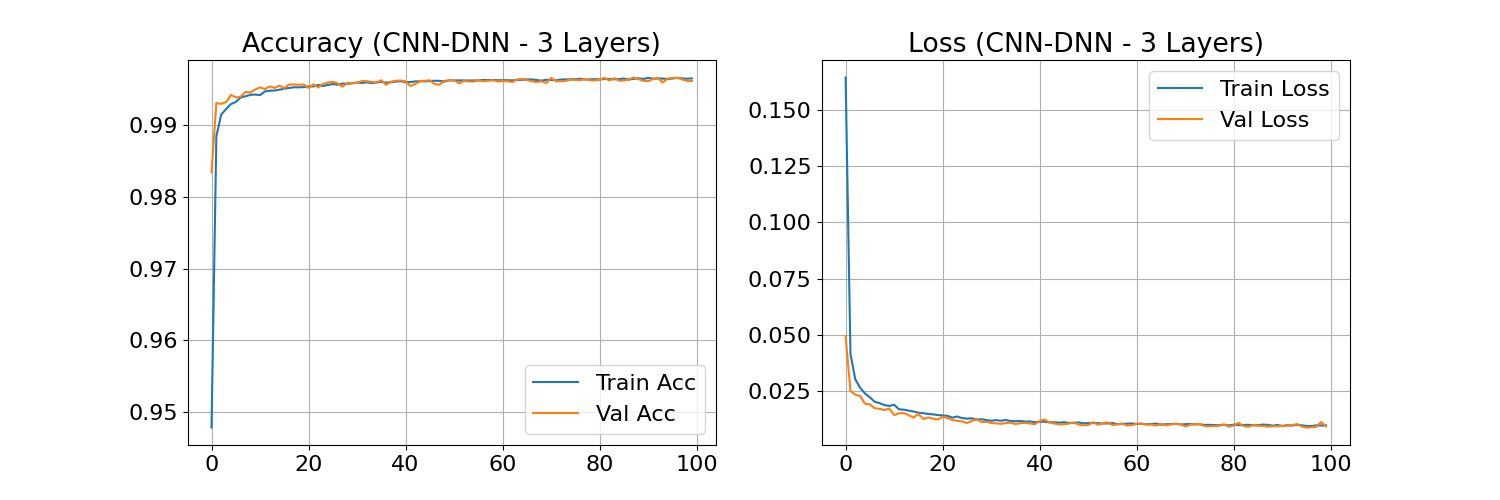 Accuracy (CNN-DNN - 3 Layers)
0.99
0.98
0.97
0.96
0.95
0 20 40 60 80 100
Train Acc
Val Acc
Loss (CNN-DNN - 3 Layers)
0.150
0.125
0.100
0.075
0.050
0.025
0 20 40 60 80 100
Train Loss
Val Loss